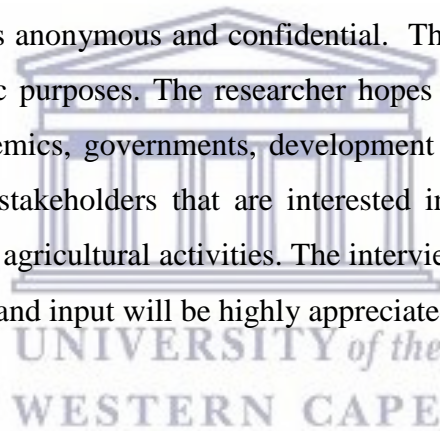 s anonymous and confidential. Th
c purposes. The researcher hopes
emics, governments, development
stakeholders that are interested in
agricultural activities. The intervie
and input will be highly appreciate
UNIVERSITY of the
WESTERN CAPE